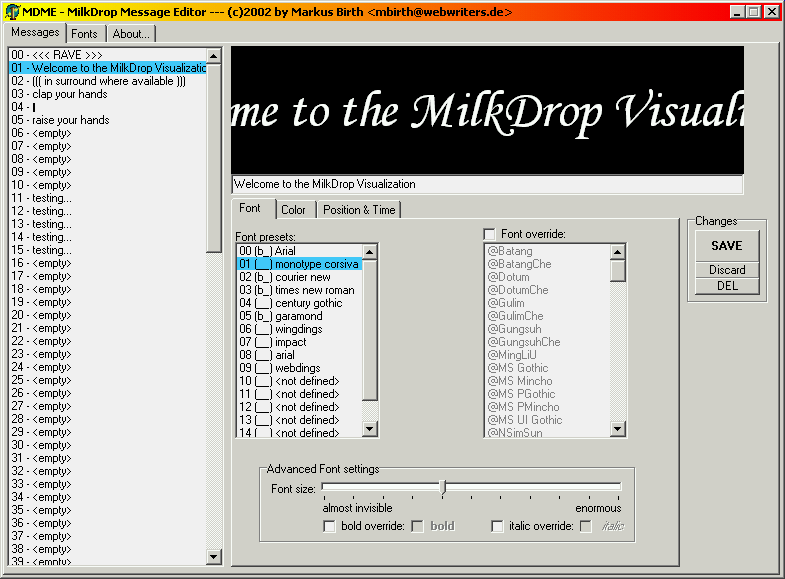 MDME - MilkDrop Message Editor --- (c)2002 by Markus Birth <mbirth@webwriters.de>
Messages Fonts About...
00 - <<< RAVE >>>
01 - Welcome to the MilkDrop Visualizatio
02 - ((( in surround where available )))
03 - clap your hands
04 - ||
05 - raise your hands
06 - <empty>
07 - <empty>
08 - <empty>
09 - <empty>
10 - <empty>
11 - testing...
12 - testing...
13 - testing...
14 - testing...
15 - testing...
16 - <empty>
17 - <empty>
18 - <empty>
19 - <empty>
20 - <empty>
21 - <empty>
22 - <empty>
23 - <empty>
24 - <empty>
25 - <empty>
26 - <empty>
27 - <empty>
28 - <empty>
29 - <empty>
30 - <empty>
31 - <empty>
32 - <empty>
33 - <empty>
34 - <empty>
35 - <empty>
36 - <empty>
37 - <empty>
38 - <empty>
39 - <empty>
me to the MilkDrop Visuali
Welcome to the MilkDrop Visualization
Font Color Position & Time
Font presets:
00 (b_) Arial
01 (__) monotype corsiva
02 (b_) courier new
03 (b_) times new roman
04 (__) century gothic
05 (b_) garamond
06 (__) wingdings
07 (__) impact
08 (__) arial
09 (__) webdings
10 (__) <not defined>
11 (__) <not defined>
12 (__) <not defined>
13 (__) <not defined>
14 (__) <not defined>
Font override:
@Batang
@BatangChe
@Dotum
@DotumChe
@Gulim
@GulimChe
@Gungsuh
@GungsuhChe
@MingLiU
@MS Gothic
@MS Mincho
@MS PGothic
@MS PMincho
@MS UI Gothic
@NSimSun
Advanced Font settings
Font size:
almost invisible enormous
bold override: bold italic override: italic
Changes
SAVE
Discard
DEL